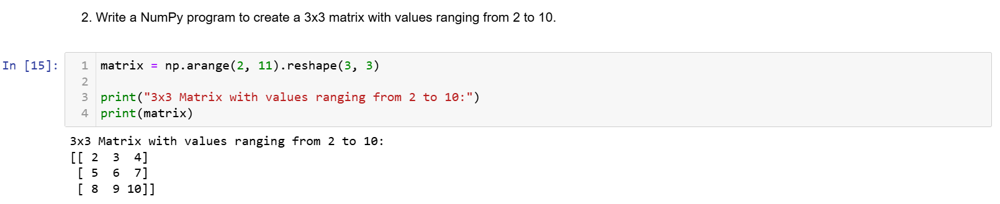 2. Write a NumPy program to create a 3x3 matrix with values ranging from 2 to 10.
In [15]:
1 matrix = np.arange(2, 11).reshape(3, 3)
2
3 print("3x3 Matrix with values ranging from 2 to 10:")
4 print(matrix)
3x3 Matrix with values ranging from 2 to 10:
[[ 2  3  4]
 [ 5  6  7]
 [ 8  9 10]]